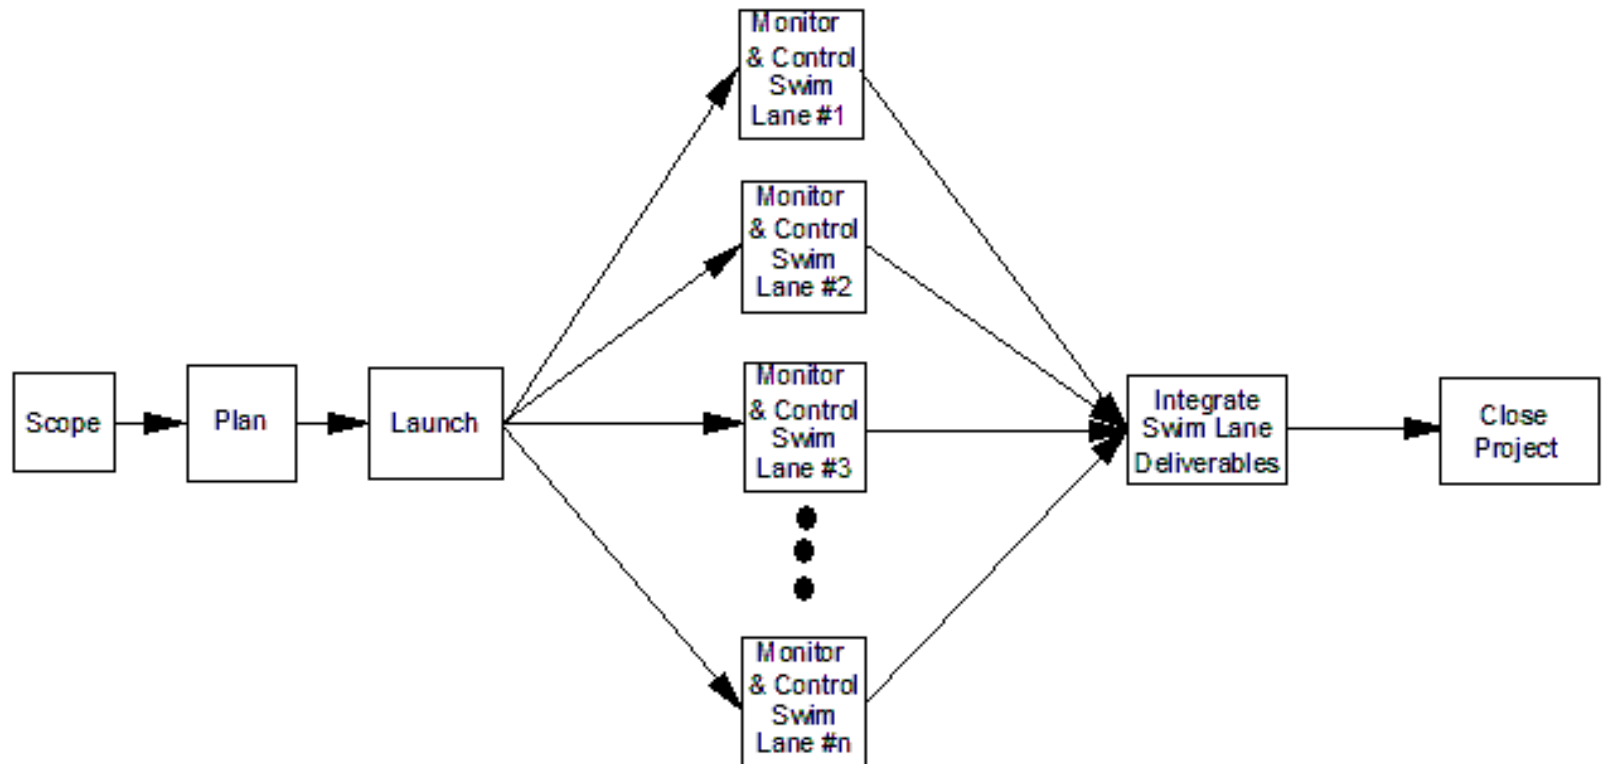 Scope
Plan
Launch
Monitor
& Control
Swim
Lane #1
Monitor
& Control
Swim
Lane #2
Monitor
& Control
Swim
Lane #3
Monitor
& Control
Swim
Lane #n
Integrate
Swim Lane
Deliverables
Close
Project